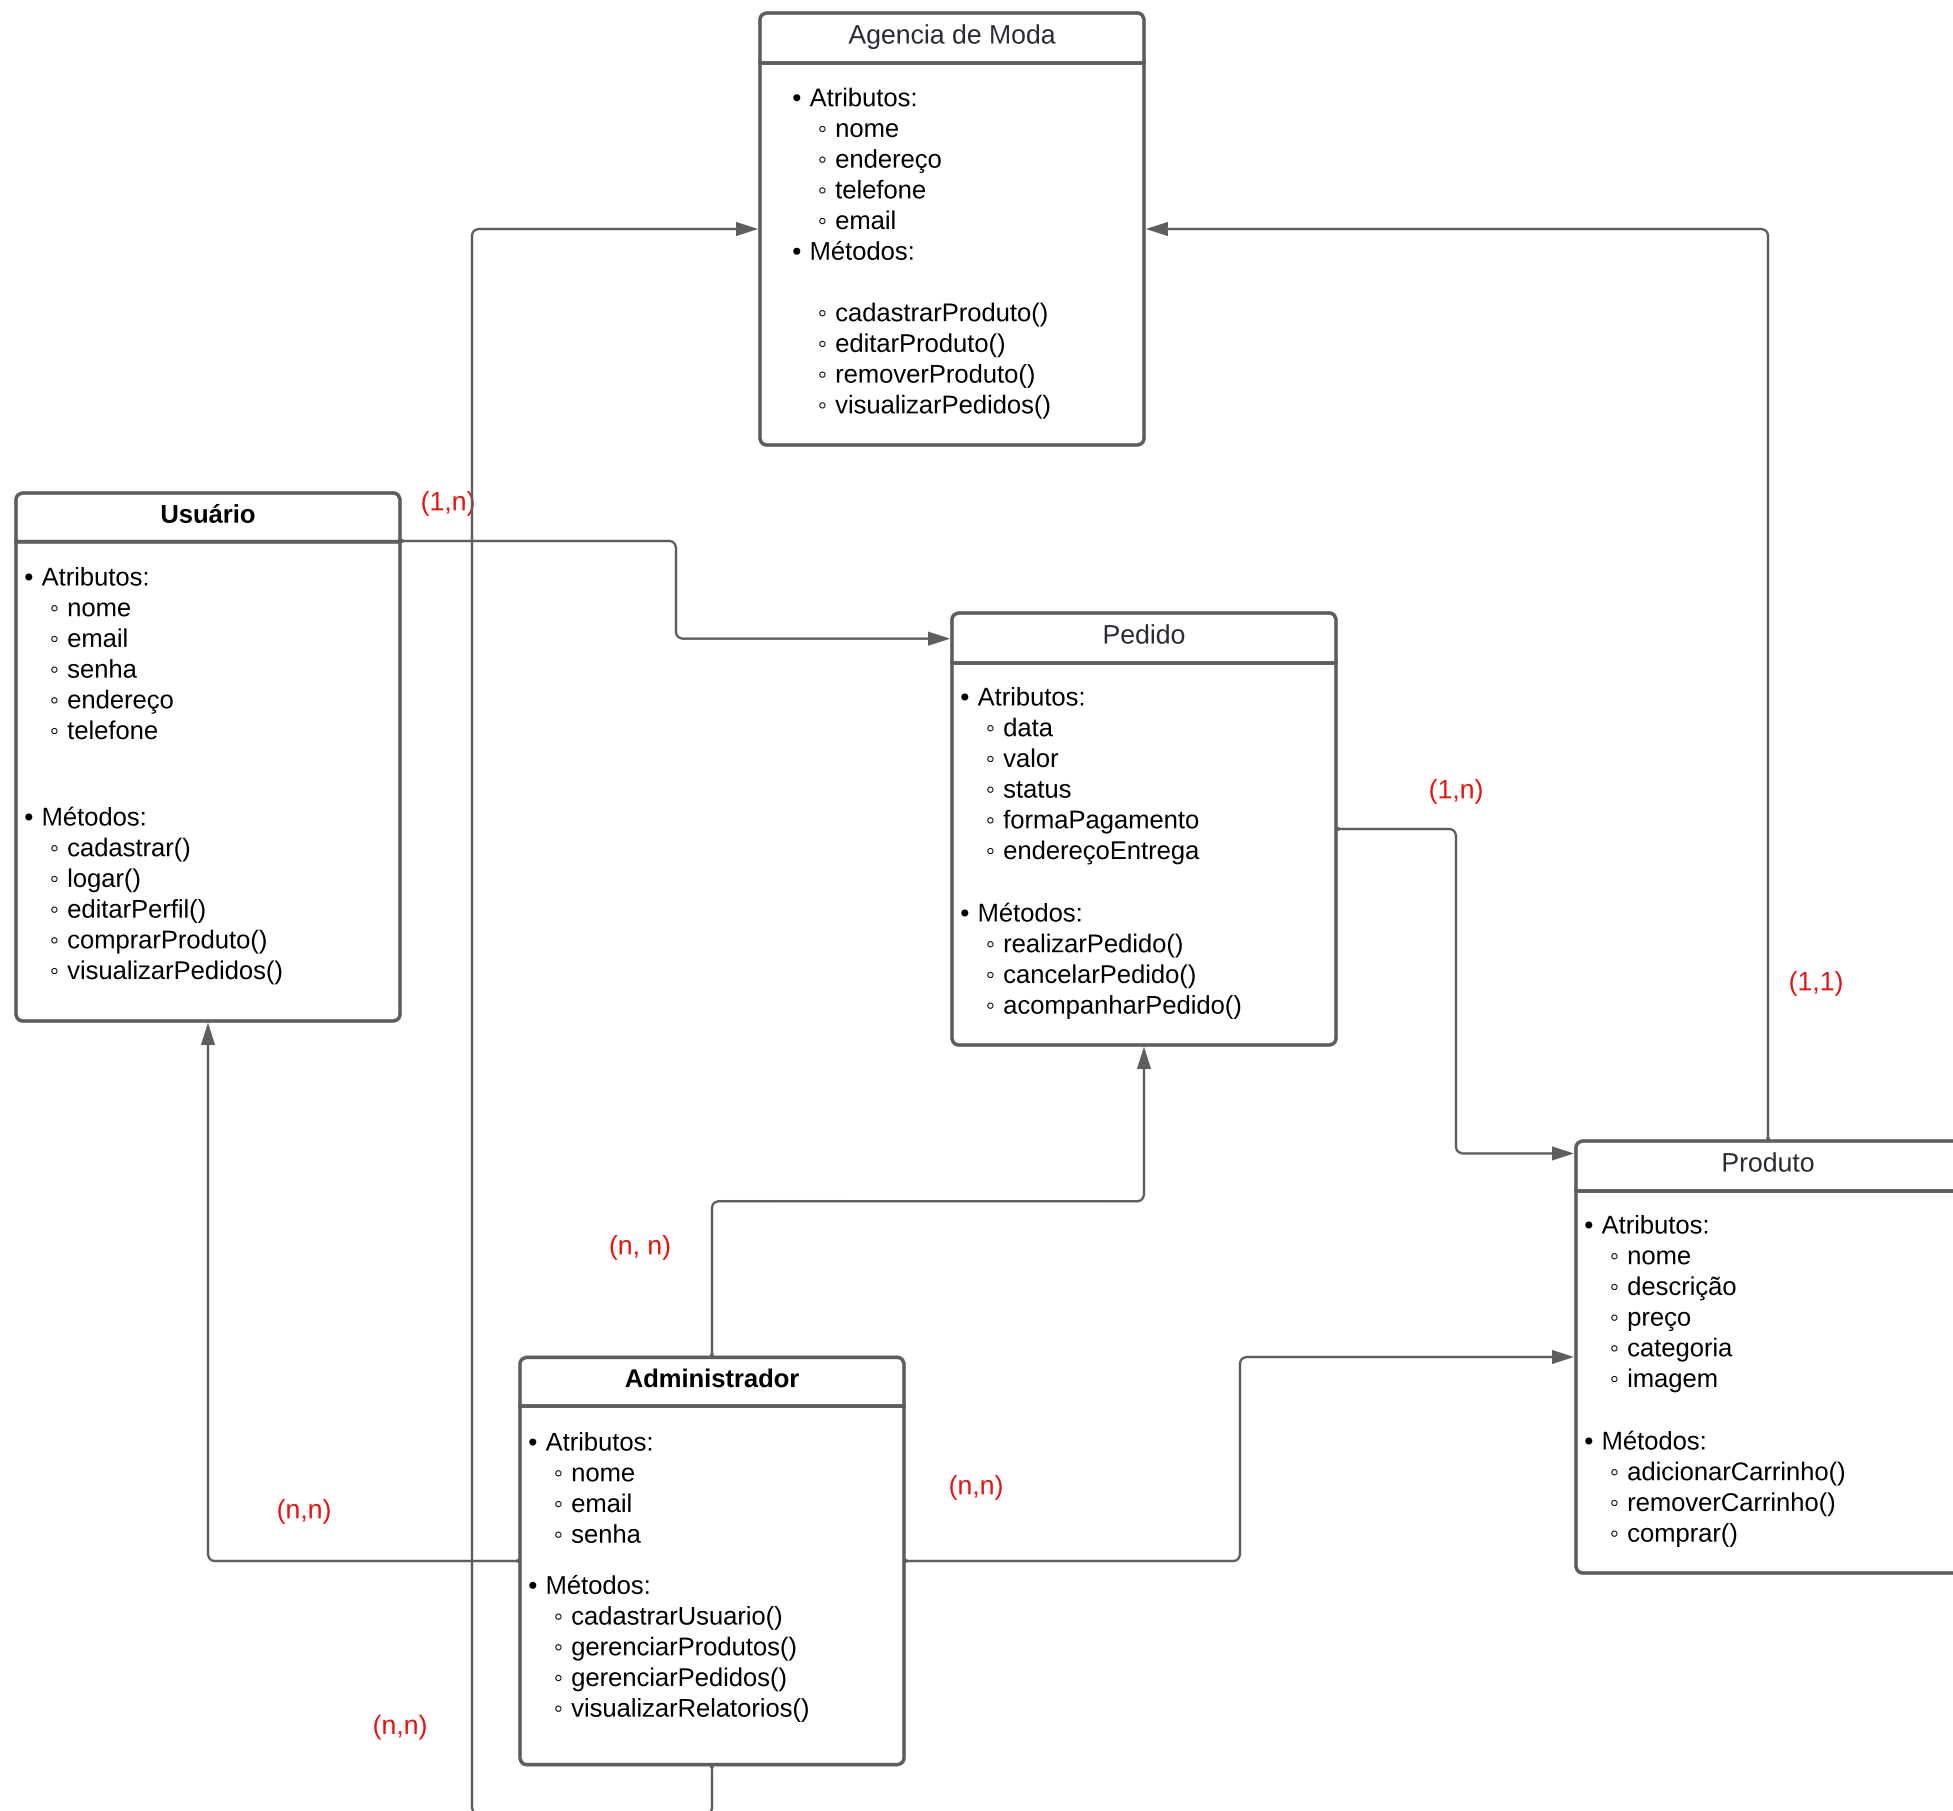 Agencia de Moda
• Atributos:
◦ nome
◦ endereço
◦ telefone
◦ email
• Métodos:
◦ cadastrarProduto()
◦ editarProduto()
◦ removerProduto()
◦ visualizarPedidos()
Usuário
• Atributos:
◦ nome
◦ email
◦ senha
◦ endereço
◦ telefone
• Métodos:
◦ cadastrar()
◦ logar()
◦ editarPerfil()
◦ comprarProduto()
◦ visualizarPedidos()
(1,n)
Pedido
• Atributos:
◦ data
◦ valor
◦ status
◦ formaPagamento
◦ endereçoEntrega
• Métodos:
◦ realizarPedido()
◦ cancelarPedido()
◦ acompanharPedido()
(1,n)
(1,1)
Produto
• Atributos:
◦ nome
◦ descrição
◦ preço
◦ categoria
◦ imagem
• Métodos:
◦ adicionarCarrinho()
◦ removerCarrinho()
◦ comprar()
(n, n)
Administrador
• Atributos:
◦ nome
◦ email
◦ senha
• Métodos:
◦ cadastrarUsuario()
◦ gerenciarProdutos()
◦ gerenciarPedidos()
◦ visualizarRelatorios()
(n,n)
(n,n)
(n,n)